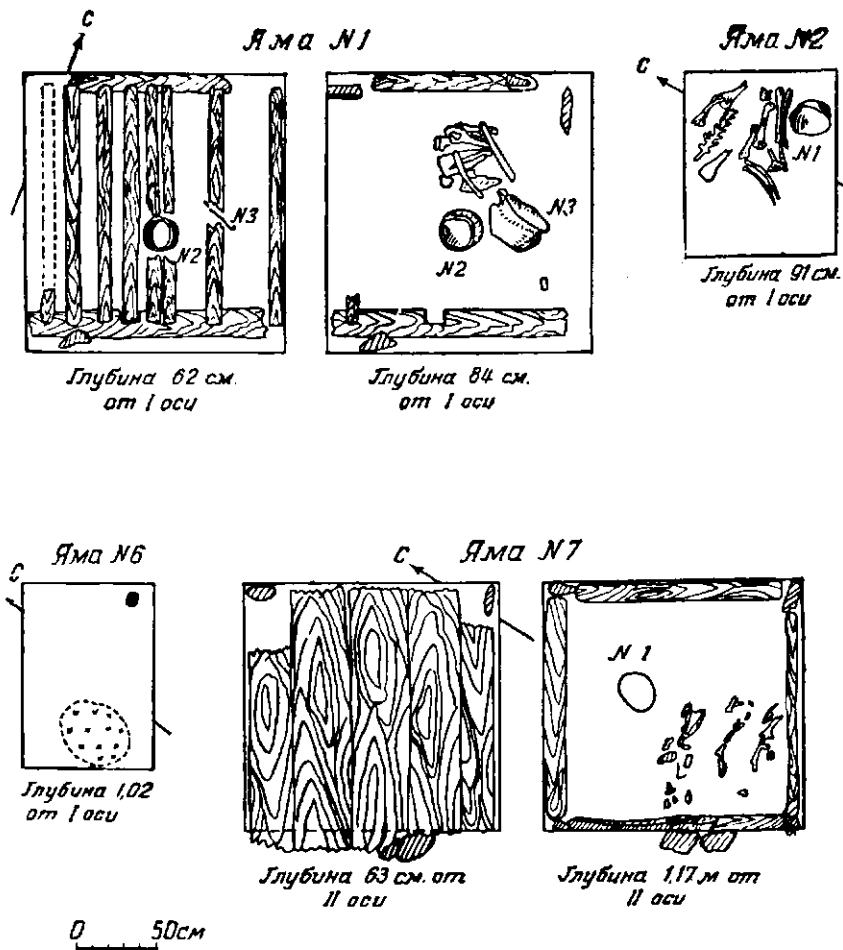 С
Яма N1
Яма N2
С
N3
N2
N3
N2
N1
Глубина 62 см.
от I оси
Глубина 84 см.
от I оси
Глубина 91 см.
от I оси
Яма N6
С
С
Яма N7
N 1
Глубина 1,02
от I оси
Глубина 63 см. от
II оси
Глубина 1,17 м от
II оси
0 50см